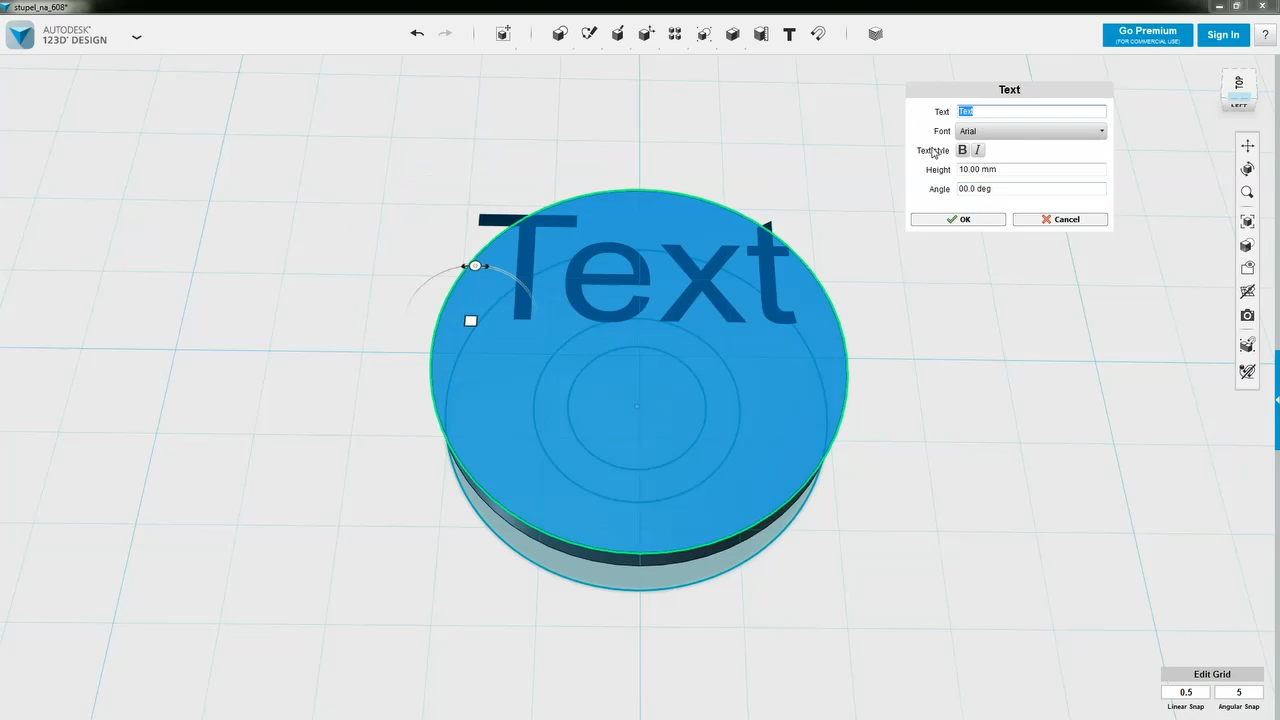 stupel_na_608*
AUTODESK®
123D® DESIGN
T
Go Premium
(FOR COMMERCIAL USE)
Sign In
?
TOP
LEFT
Text
Text Text
Font Arial
Text Style B I
Height 10.00 mm
Angle 00.0 deg
OK Cancel
Text
Edit Grid
0.5 5
Linear Snap Angular Snap